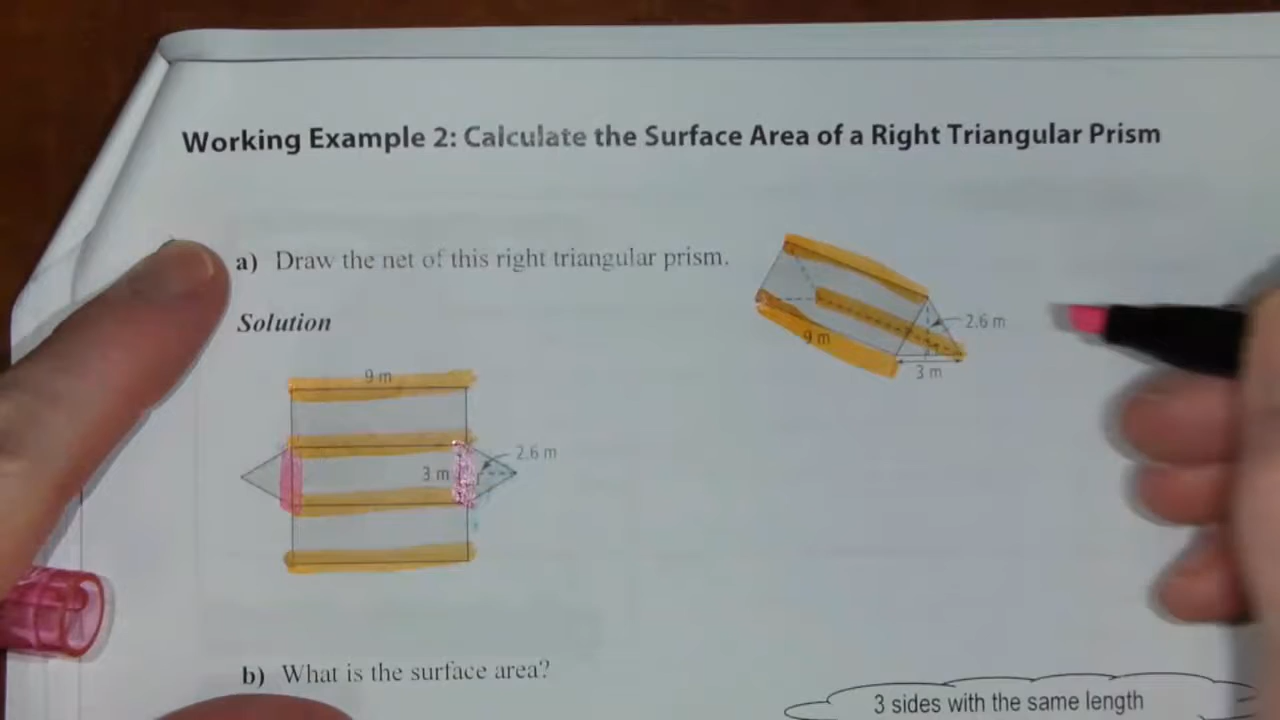 Working Example 2: Calculate the Surface Area of a Right Triangular Prism
a) Draw the net of this right triangular prism.
Solution
2.6 m
9 m
3 m
9 m
2.6 m
3 m
b) What is the surface area?
3 sides with the same length